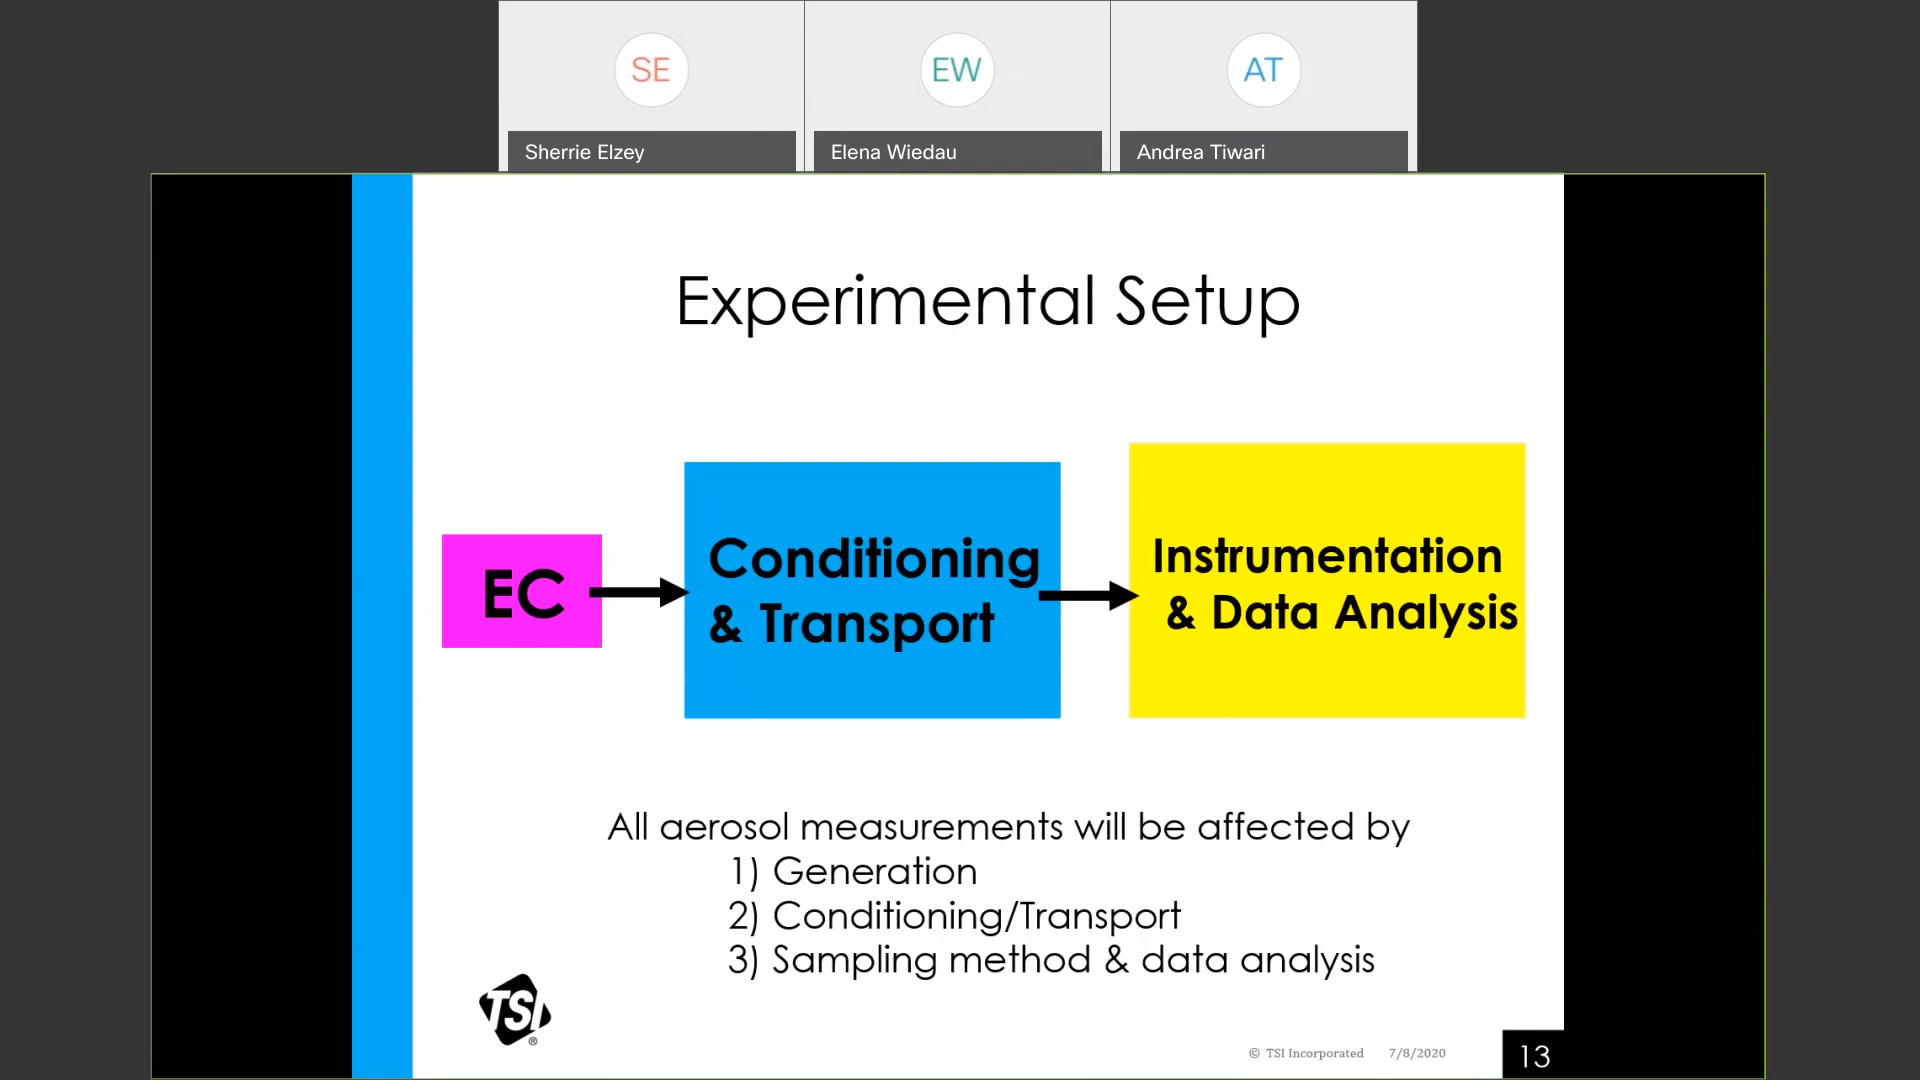 SE
EW
AT
Sherrie Elzey
Elena Wiedau
Andrea Tiwari
Experimental Setup
EC
Conditioning
& Transport
Instrumentation
& Data Analysis
All aerosol measurements will be affected by
1) Generation
2) Conditioning/Transport
3) Sampling method & data analysis
TSI®
© TSI Incorporated 7/8/2020
13